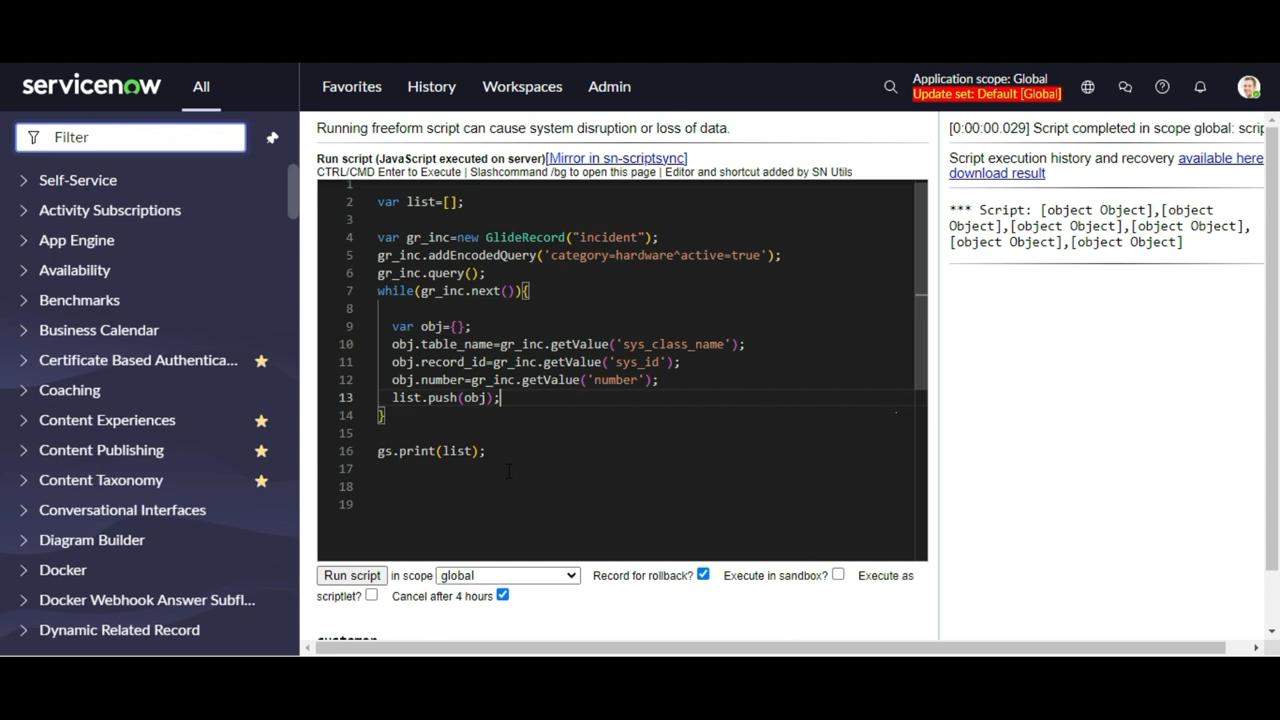 servicenow
All
Favorites
History
Workspaces
Admin
Application scope: Global
Update set: Default [Global]
Filter
Self-Service
Activity Subscriptions
App Engine
Availability
Benchmarks
Business Calendar
Certificate Based Authentica...
Coaching
Content Experiences
Content Publishing
Content Taxonomy
Conversational Interfaces
Diagram Builder
Docker
Docker Webhook Answer Subfl...
Dynamic Related Record
Running freeform script can cause system disruption or loss of data.
Run script (JavaScript executed on server)[Mirror in sn-scriptsync]
CTRL/CMD Enter to Execute | Slashcommand /bg to open this page | Editor and shortcut added by SN Utils
1
2 var list=[];
3
4 var gr_inc=new GlideRecord("incident");
5 gr_inc.addEncodedQuery('category=hardware^active=true');
6 gr_inc.query();
7 while(gr_inc.next()){
8
9 var obj={};
10 obj.table_name=gr_inc.getValue('sys_class_name');
11 obj.record_id=gr_inc.getValue('sys_id');
12 obj.number=gr_inc.getValue('number');
13 list.push(obj);
14 }
15
16 gs.print(list);
17
18
19
Run script in scope global Record for rollback? Execute in sandbox? Execute as
scriptlet? Cancel after 4 hours
[0:00:00.029] Script completed in scope global: scrip
Script execution history and recovery available here
download result
*** Script: [object Object],[object
Object],[object Object],[object Object],
[object Object],[object Object]